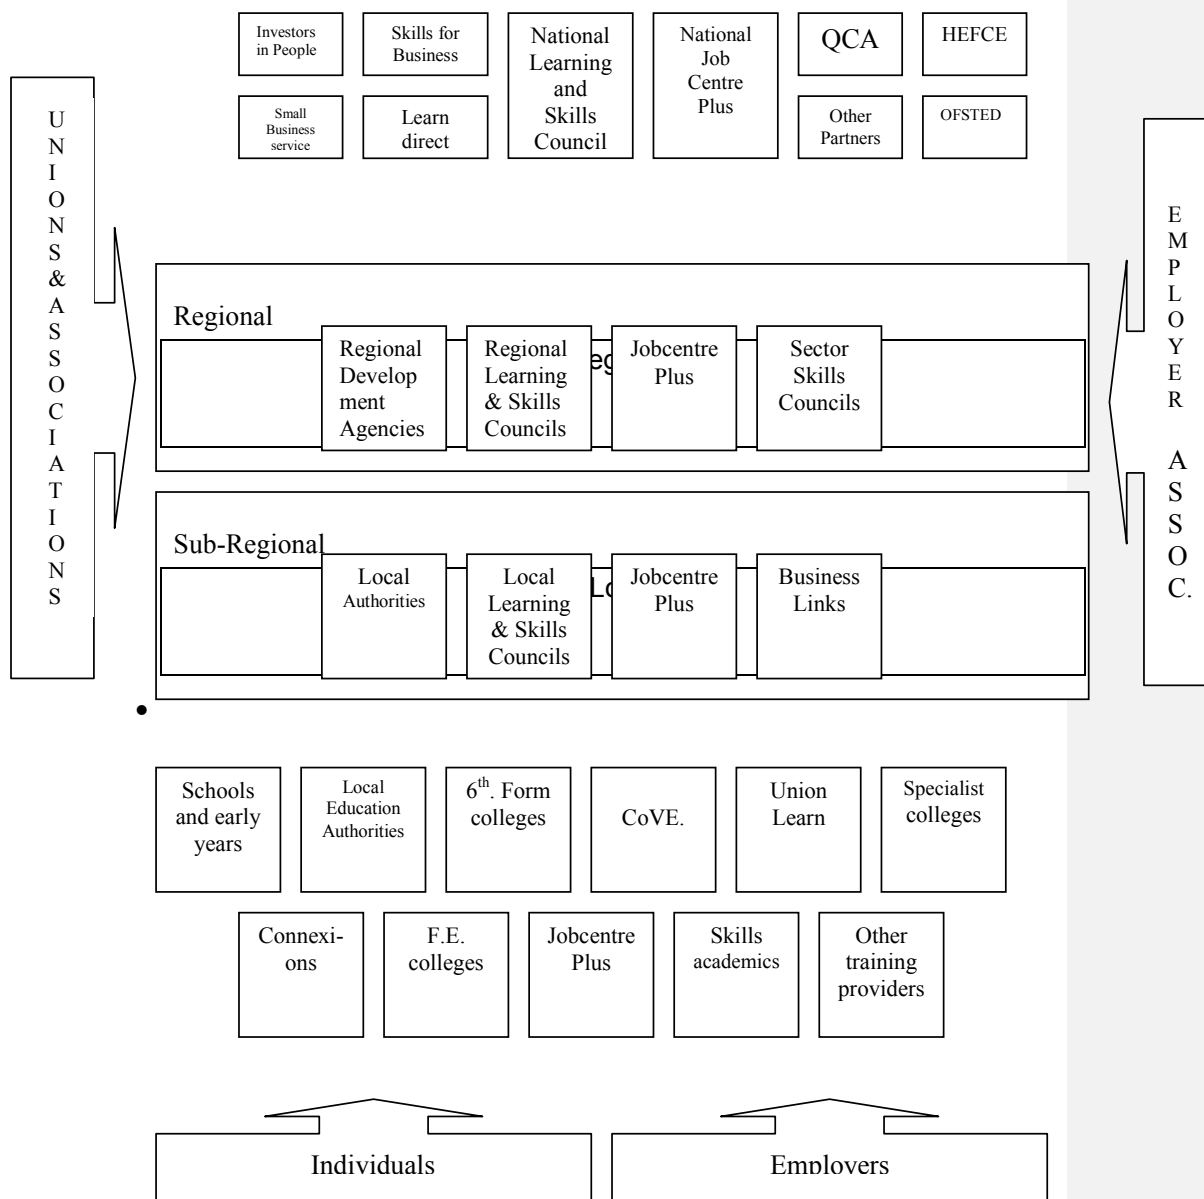 Investors
in People
Skills for
Business
National
Learning
and
Skills
Council
National
Job
Centre
Plus
QCA
HEFCE
Small
Business
service
Learn
direct
Other
Partners
OFSTED
UNIONS&ASSOCIATIONS
EMPLOYER ASSOC.
Regional
Regional
Develop
ment
Agencies
Regional
Learning
& Skills
Councils
eg
Jobcentre
Plus
Sector
Skills
Councils
Sub-Regional
Local
Authorities
Local
Learning
& Skills
Councils
Lo
Jobcentre
Plus
Business
Links
Schools
and early
years
Local
Education
Authorities
6th. Form
colleges
CoVE.
Union
Learn
Specialist
colleges
Connexi-
ons
F.E.
colleges
Jobcentre
Plus
Skills
academics
Other
training
providers
Individuals
Employers